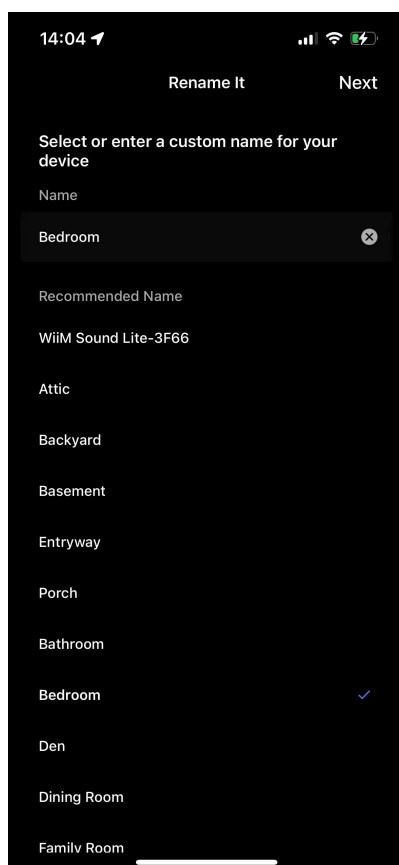 14:04
Rename It
Next
Select or enter a custom name for your
device
Name
Bedroom
Recommended Name
WiiM Sound Lite-3F66
Attic
Backyard
Basement
Entryway
Porch
Bathroom
Bedroom
Den
Dining Room
Family Room